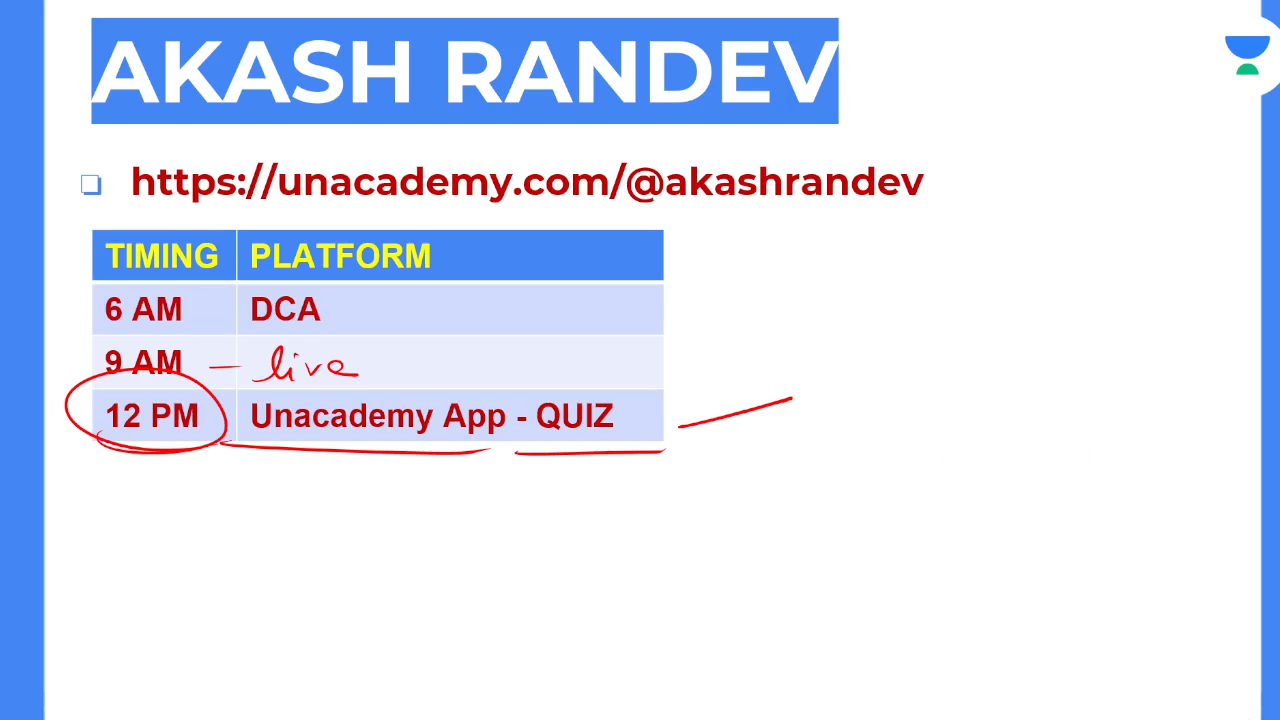 AKASH RANDEV
https://unacademy.com/@akashrandev
TIMING PLATFORM
6 AM DCA
9 AM - live
12 PM Unacademy App - QUIZ